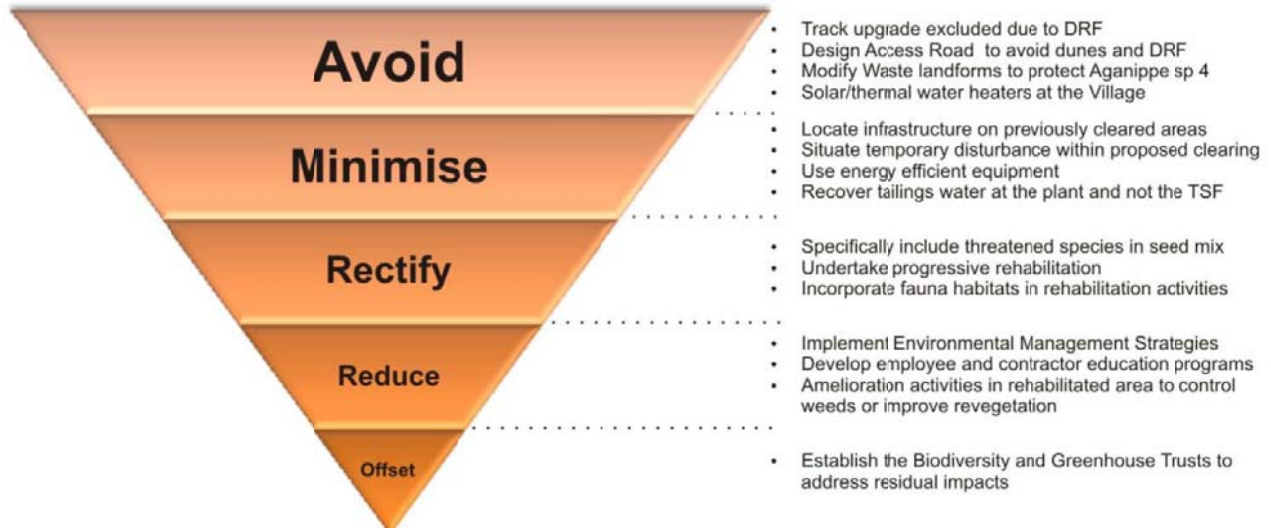 Avoid
• Track upgrade excluded due to DRF
• Design Access Road to avoid dunes and DRF
• Modify Waste landforms to protect Aganippe sp 4
• Solar/thermal water heaters at the Village
Minimise
• Locate infrastructure on previously cleared areas
• Situate temporary disturbance within proposed clearing
• Use energy efficient equipment
• Recover tailings water at the plant and not the TSF
Rectify
• Specifically include threatened species in seed mix
• Undertake progressive rehabilitation
• Incorporate fauna habitats in rehabilitation activities
Reduce
• Implement Environmental Management Strategies
• Develop employee and contractor education programs
• Amelioration activities in rehabilitated area to control
weeds or improve revegetation
Offset
• Establish the Biodiversity and Greenhouse Trusts to
address residual impacts